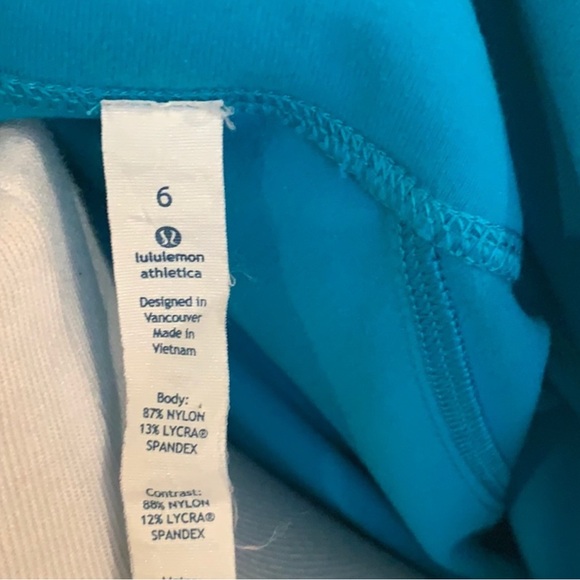 6
lululemon
athletica
Designed in
Vancouver
Made in
Vietnam
Body:
87% NYLON
13% LYCRA®
SPANDEX
Contrast:
88% NYLON
12% LYCRA®
SPANDEX